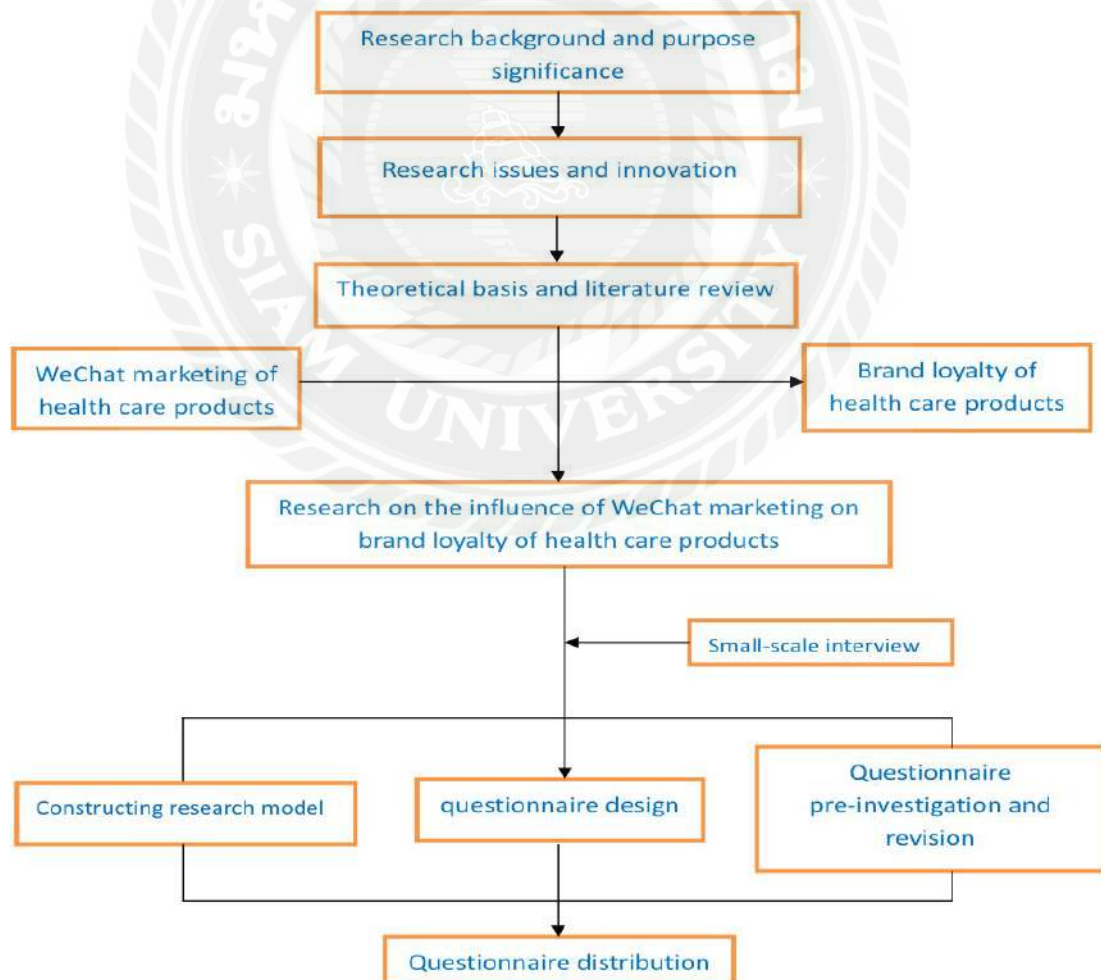 Research background and purpose
significance
Research issues and innovation
Theoretical basis and literature review
WeChat marketing of
health care products
Brand loyalty of
health care products
Research on the influence of WeChat marketing on
brand loyalty of health care products
Small-scale interview
Constructing research model
questionnaire design
Questionnaire
pre-investigation and
revision
Questionnaire distribution
SIAM UNIVERSITY